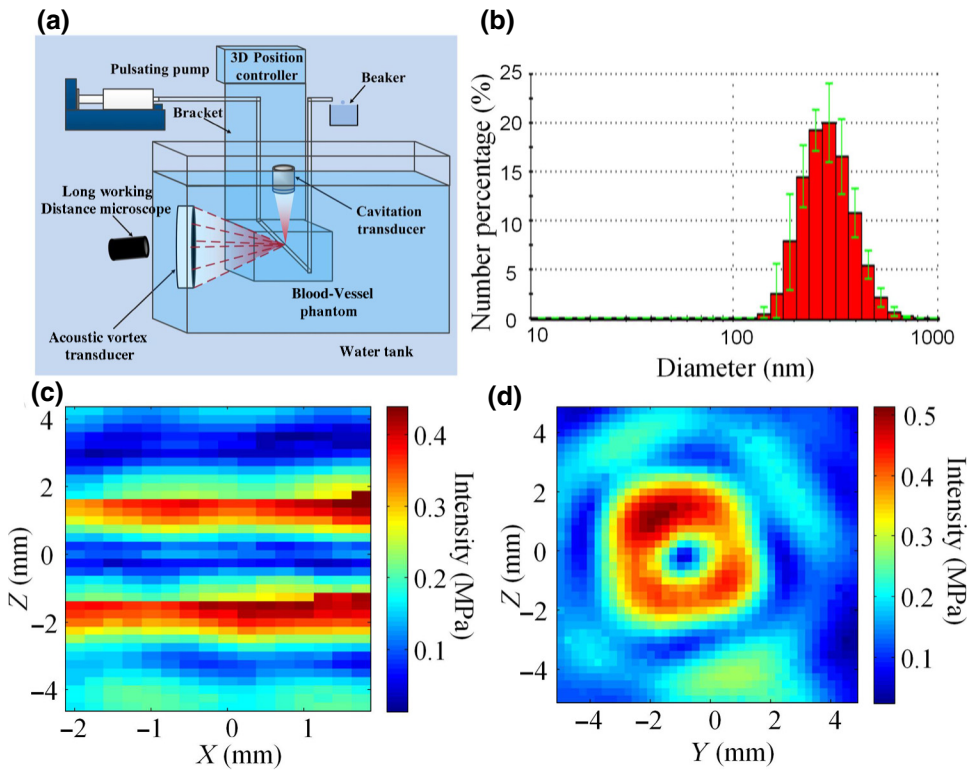 (a)
3D Position
controller
Pulsating pump
Beaker
Bracket
Long working
Distance microscope
Cavitation
transducer
Blood-Vessel
phantom
Acoustic vortex
transducer
Water tank
(b)
Number percentage (%)
25
20
15
10
5
0
10
100
1000
Diameter (nm)
(c)
Z (mm)
4
2
0
−2
−4
−2
−1
0
1
X (mm)
0.4
0.3
0.2
0.1
Intensity (MPa)
(d)
Z (mm)
4
2
0
−2
−4
−4
−2
0
2
4
Y (mm)
0.5
0.4
0.3
0.2
0.1
Intensity (MPa)